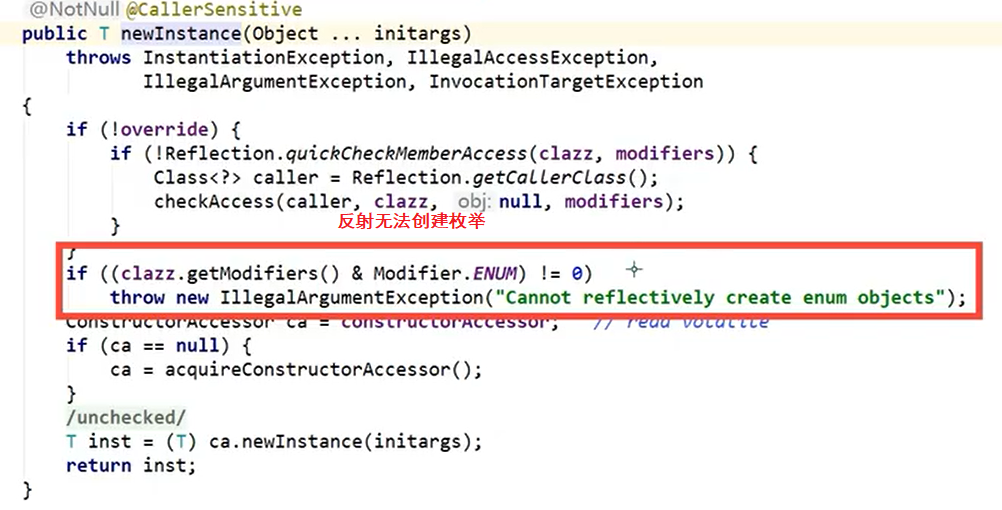 @NotNull @CallerSensitive
public T newInstance(Object ... initargs)
throws InstantiationException, IllegalAccessException,
IllegalArgumentException, InvocationTargetException
{
if (!override) {
if (!Reflection.quickCheckMemberAccess(clazz, modifiers)) {
Class<?> caller = Reflection.getCallerClass();
checkAccess(caller, clazz, obj: null, modifiers);
反射无法创建枚举
}
}
if ((clazz.getModifiers() & Modifier.ENUM) != 0)
throw new IllegalArgumentException("Cannot reflectively create enum objects");
ConstructorAccessor ca = constructorAccessor; // read volatile
if (ca == null) {
ca = acquireConstructorAccessor();
}
/unchecked/
T inst = (T) ca.newInstance(initargs);
return inst;
}